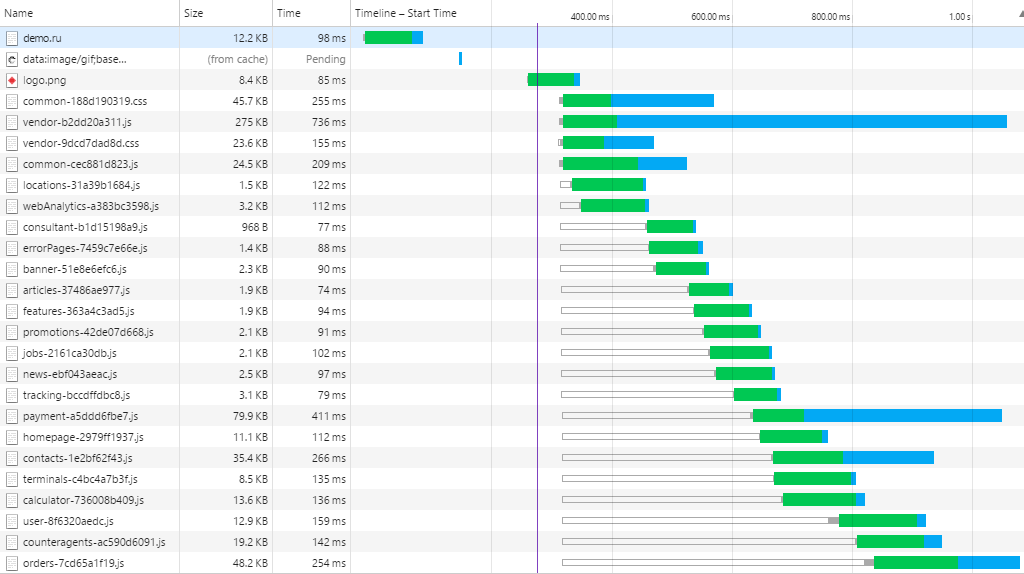 Name Size Time Timeline – Start Time 400.00 ms 600.00 ms 800.00 ms 1.00 s
demo.ru 12.2 KB 98 ms
data:image/gif;base... (from cache) Pending
logo.png 8.4 KB 85 ms
common-188d190319.css 45.7 KB 255 ms
vendor-b2dd20a311.js 275 KB 736 ms
vendor-9dcd7dad8d.css 23.6 KB 155 ms
common-cec881d823.js 24.5 KB 209 ms
locations-31a39b1684.js 1.5 KB 122 ms
webAnalytics-a383bc3598.js 3.2 KB 112 ms
consultant-b1d15198a9.js 968 B 77 ms
errorPages-7459c7e66e.js 1.4 KB 88 ms
banner-51e8e6efc6.js 2.3 KB 90 ms
articles-37486ae977.js 1.9 KB 74 ms
features-363a4c3ad5.js 1.9 KB 94 ms
promotions-42de07d668.js 2.1 KB 91 ms
jobs-2161ca30db.js 2.1 KB 102 ms
news-ebf043aeac.js 2.5 KB 97 ms
tracking-bccdffdbc8.js 3.1 KB 79 ms
payment-a5ddd6fbe7.js 79.9 KB 411 ms
homepage-2979ff1937.js 11.1 KB 112 ms
contacts-1e2bf62f43.js 35.4 KB 266 ms
terminals-c4bc4a7b3f.js 8.5 KB 135 ms
calculator-736008b409.js 13.6 KB 136 ms
user-8f6320aedc.js 12.9 KB 159 ms
counteragents-ac590d6091.js 19.2 KB 142 ms
orders-7cd65a1f19.js 48.2 KB 254 ms